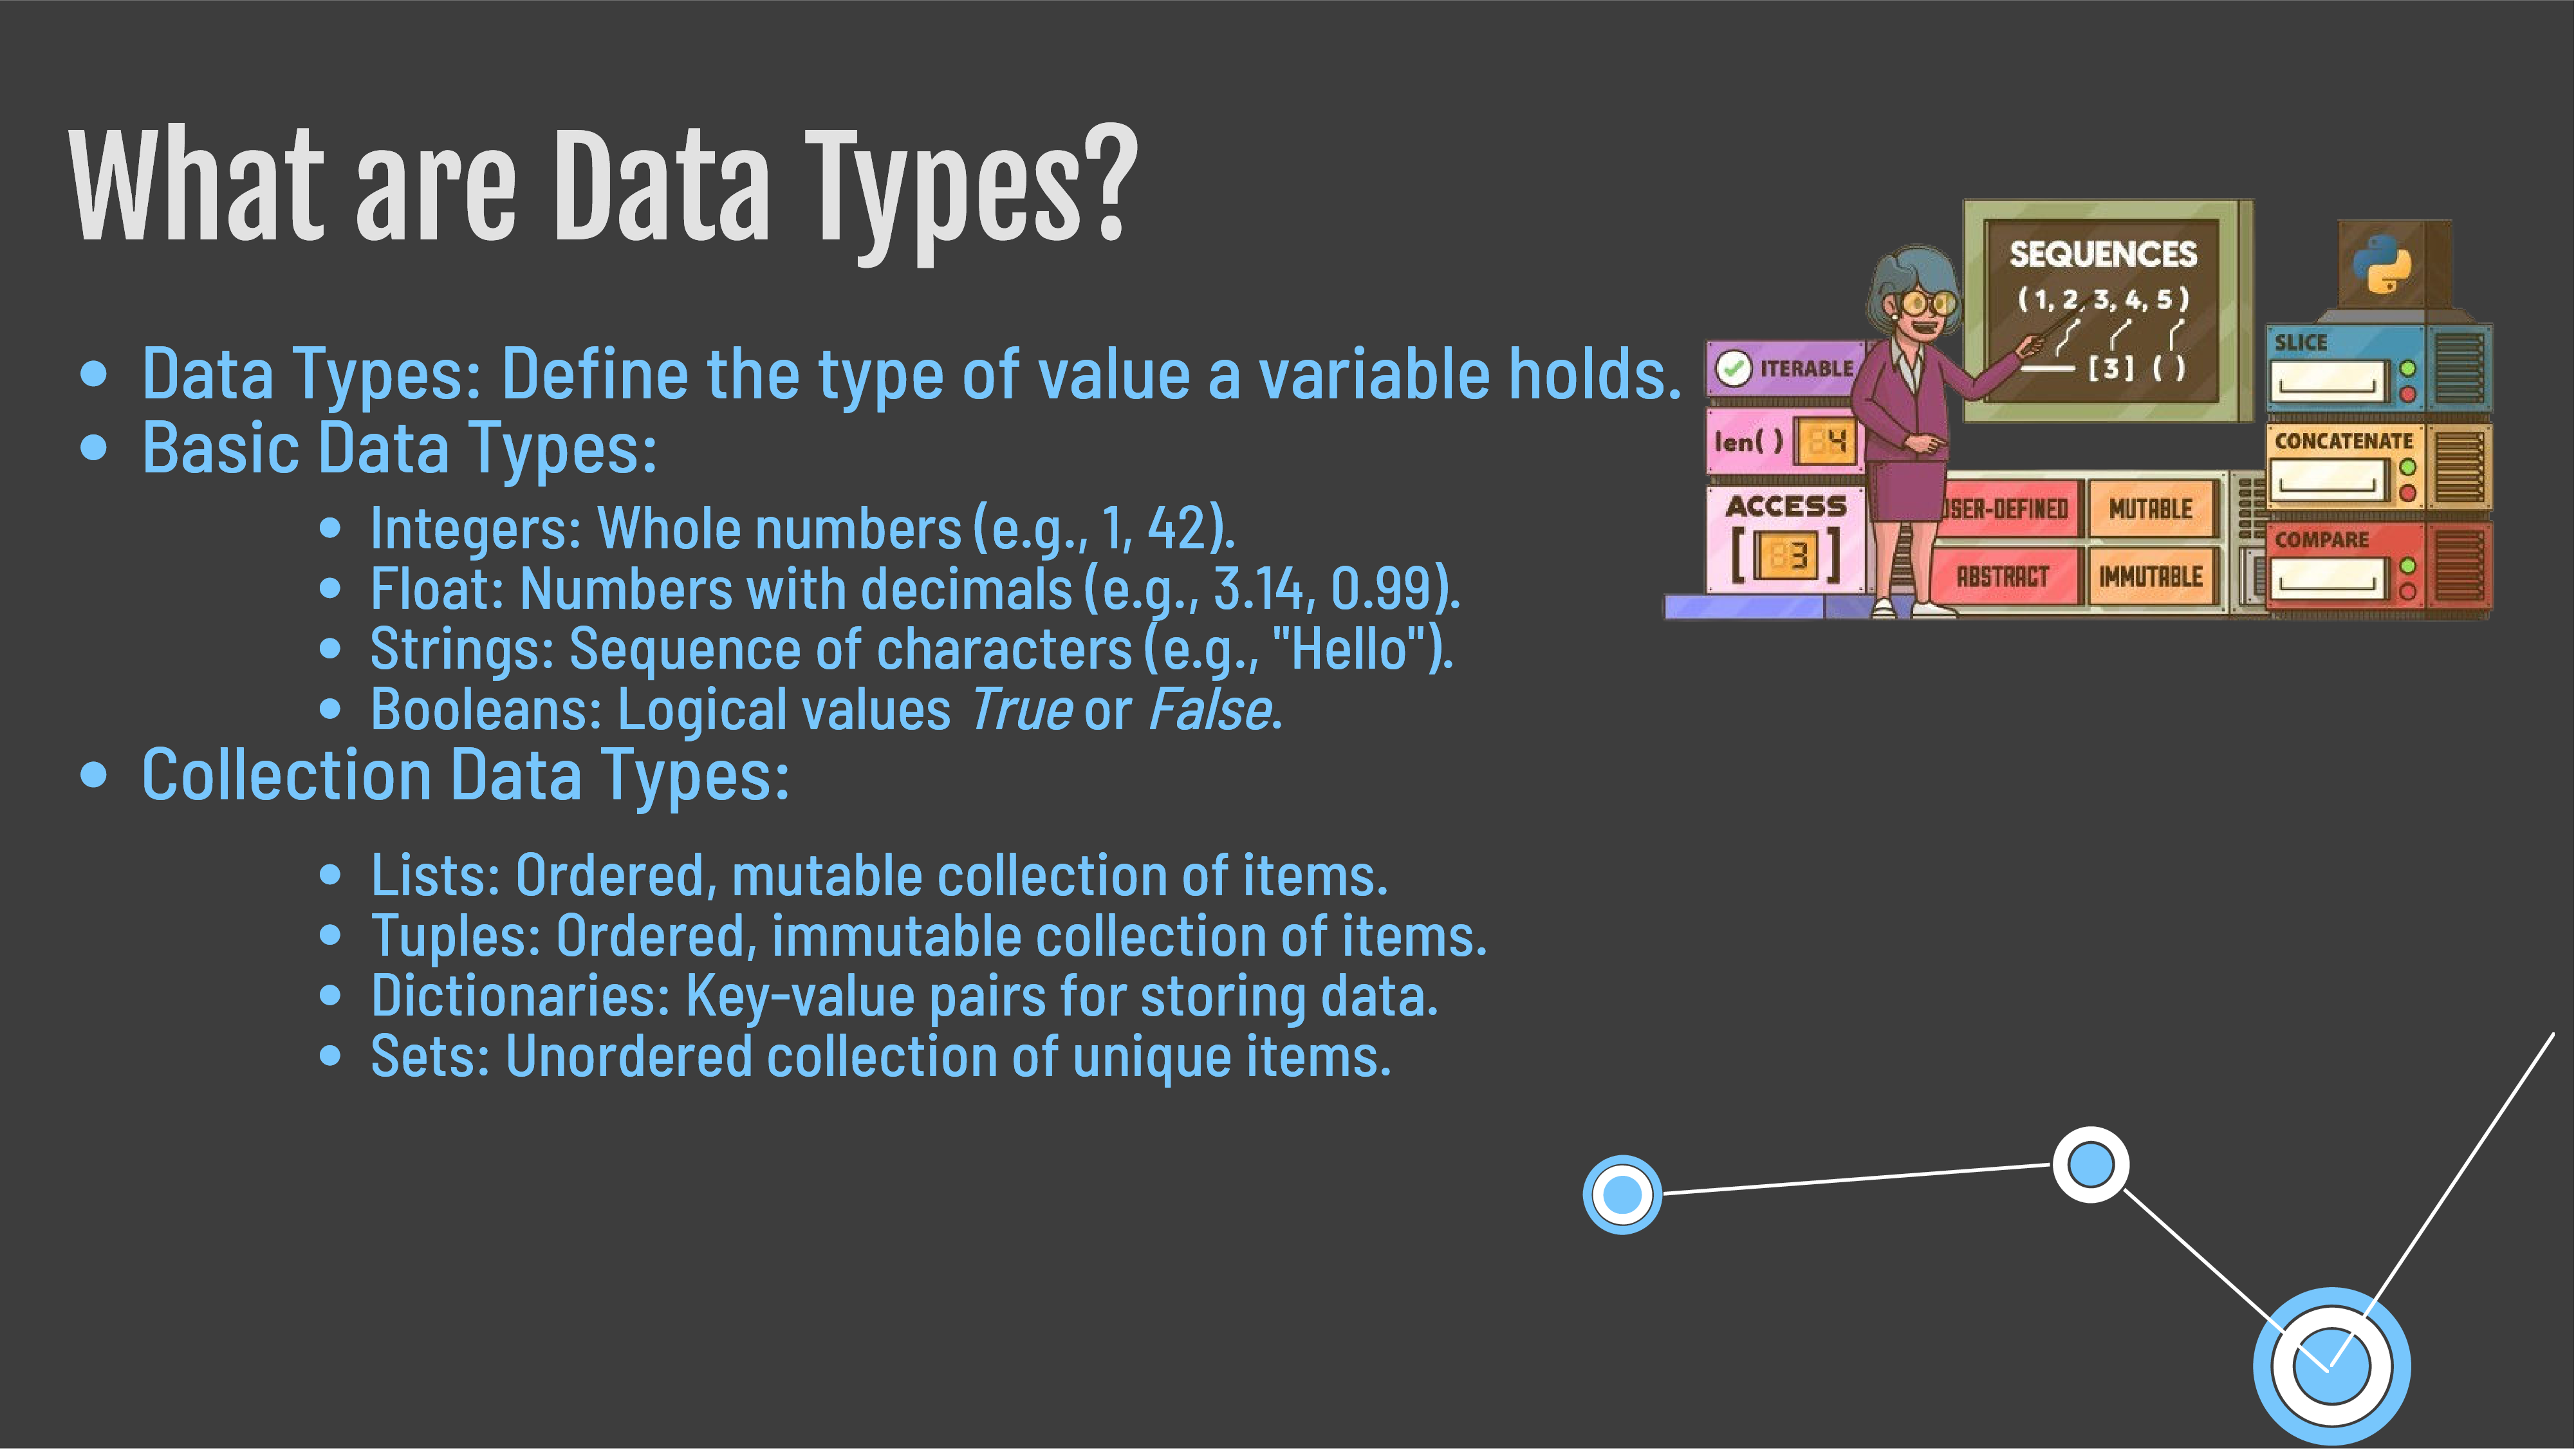 What are Data Types?
• Data Types: Define the type of value a variable holds.
• Basic Data Types:
• Integers: Whole numbers (e.g., 1, 42).
• Float: Numbers with decimals (e.g., 3.14, 0.99).
• Strings: Sequence of characters (e.g., "Hello").
• Booleans: Logical values True or False.
• Collection Data Types:
• Lists: Ordered, mutable collection of items.
• Tuples: Ordered, immutable collection of items.
• Dictionaries: Key-value pairs for storing data.
• Sets: Unordered collection of unique items.
SEQUENCES
(1, 2, 3, 4, 5)
[3] ()
ITERABLE
len( ) 4
ACCESS
[ 3 ]
SER-DEFINED
MUTABLE
ABSTRACT
IMMUTABLE
SLICE
CONCATENATE
COMPARE